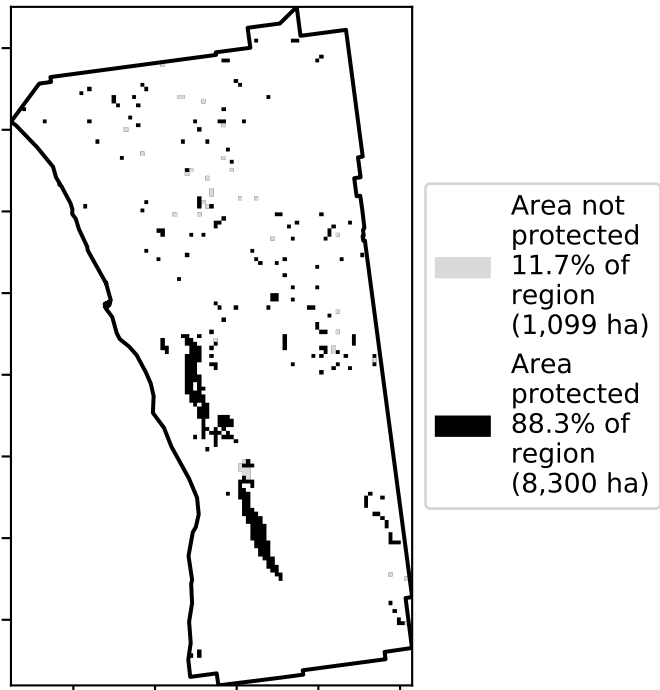 Area not
protected
11.7% of
region
(1,099 ha)
Area
protected
88.3% of
region
(8,300 ha)